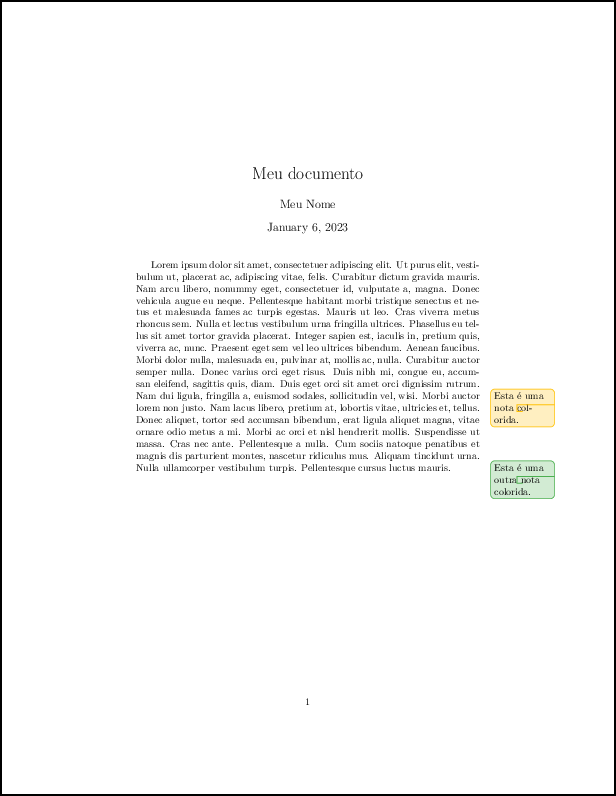 Meu documento
Meu Nome
January 6, 2023
Lorem ipsum dolor sit amet, consectetuer adipiscing elit. Ut purus elit, vesti-
bulum ut, placerat ac, adipiscing vitae, felis. Curabitur dictum gravida mauris.
Nam arcu libero, nonummy eget, consectetuer id, vulputate a, magna. Donec
vehicula augue eu neque. Pellentesque habitant morbi tristique senectus et ne-
tus et malesuada fames ac turpis egestas. Mauris ut leo. Cras viverra metus
rhoncus sem. Nulla et lectus vestibulum urna fringilla ultrices. Phasellus eu tel-
lus sit amet tortor gravida placerat. Integer sapien est, iaculis in, pretium quis,
viverra ac, nunc. Praesent eget sem vel leo ultrices bibendum. Aenean faucibus.
Morbi dolor nulla, malesuada eu, pulvinar at, mollis ac, nulla. Curabitur auctor
semper nulla. Donec varius orci eget risus. Duis nibh mi, congue eu, accum-
san eleifend, sagittis quis, diam. Duis eget orci sit amet orci dignissim rutrum.
Nam dui ligula, fringilla a, euismod sodales, sollicitudin vel, wisi. Morbi auctor
lorem non justo. Nam lacus libero, pretium at, lobortis vitae, ultricies et, tellus.
Donec aliquet, tortor sed accumsan bibendum, erat ligula aliquet magna, vitae
ornare odio metus a mi. Morbi ac orci et nisl hendrerit mollis. Suspendisse ut
massa. Cras nec ante. Pellentesque a nulla. Cum sociis natoque penatibus et
magnis dis parturient montes, nascetur ridiculus mus. Aliquam tincidunt urna.
Nulla ullamcorper vestibulum turpis. Pellentesque cursus luctus mauris.
Esta é uma
nota col-
orida.
Esta é uma
outra nota
colorida.
1